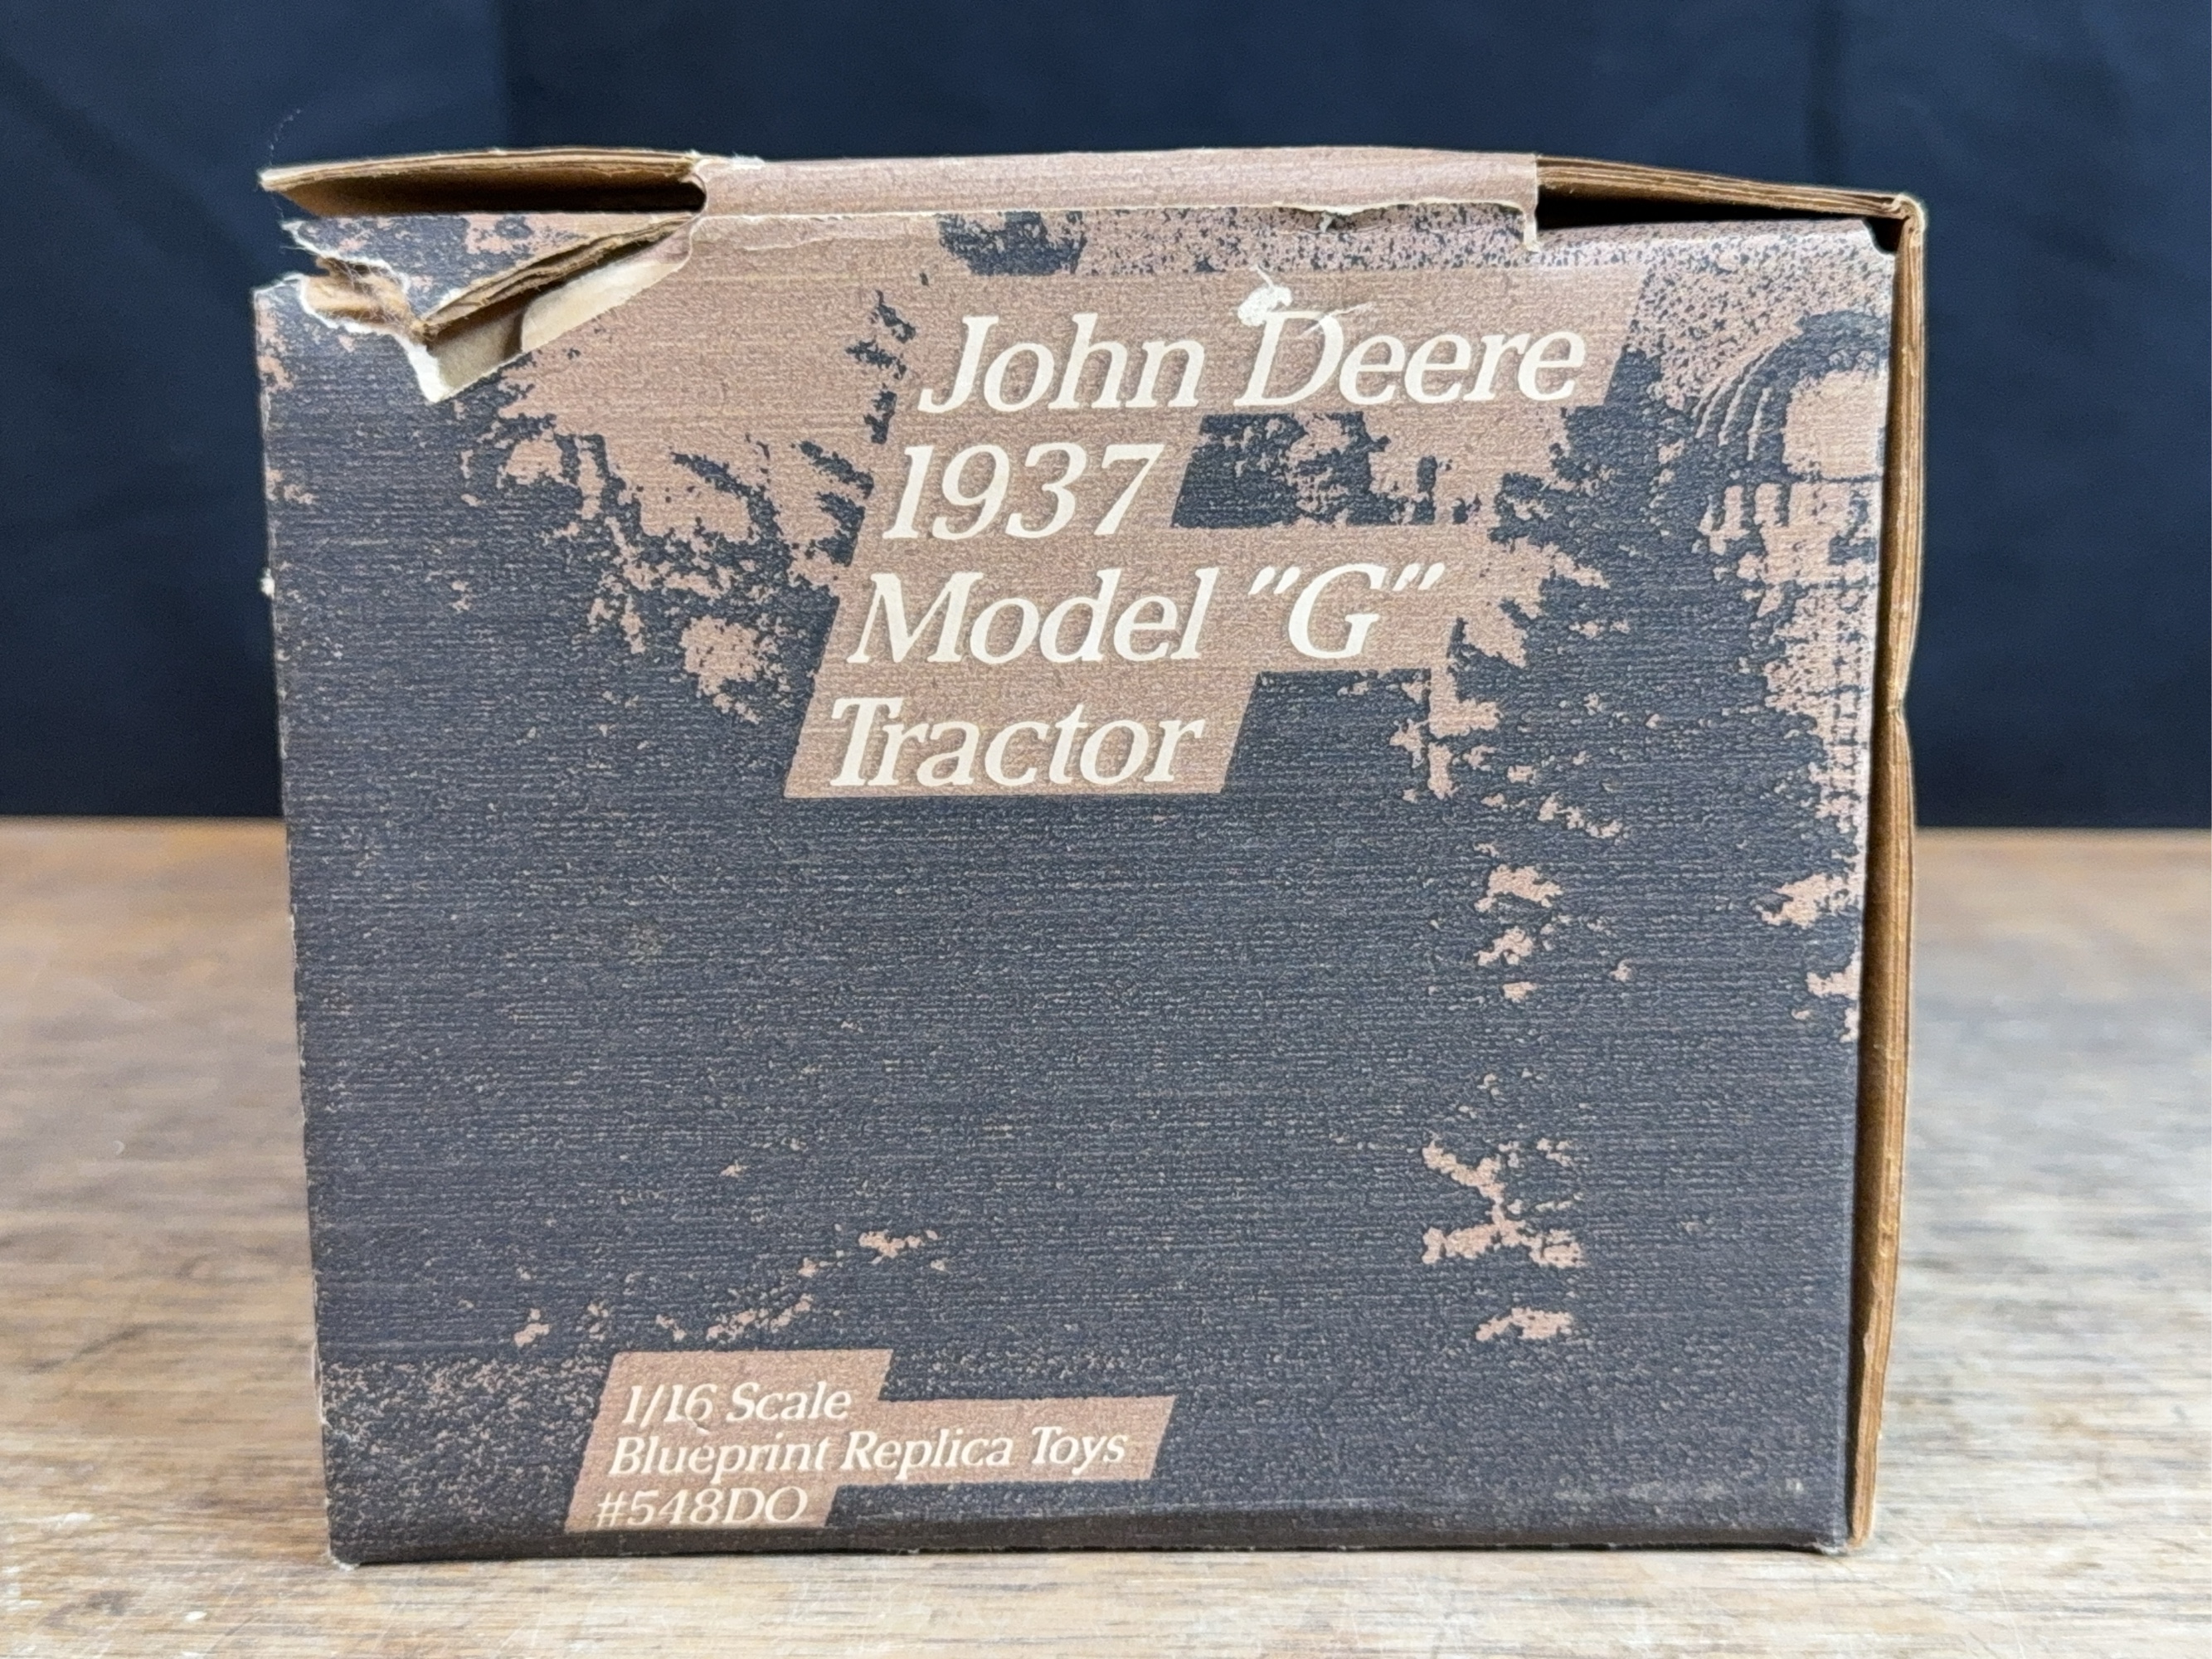 John Deere
1937
Model "G"
Tractor
1/16 Scale
Blueprint Replica Toys
#548DO